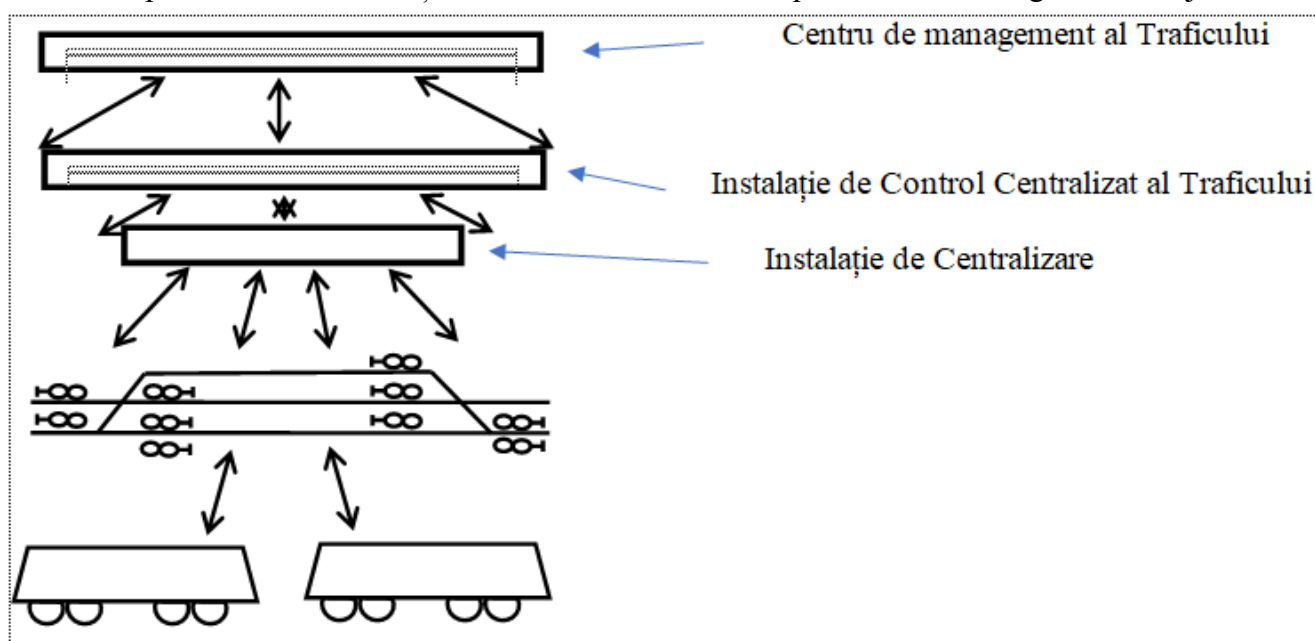 Centru de management al Traficului
Instalație de Control Centralizat al Traficului
Instalație de Centralizare